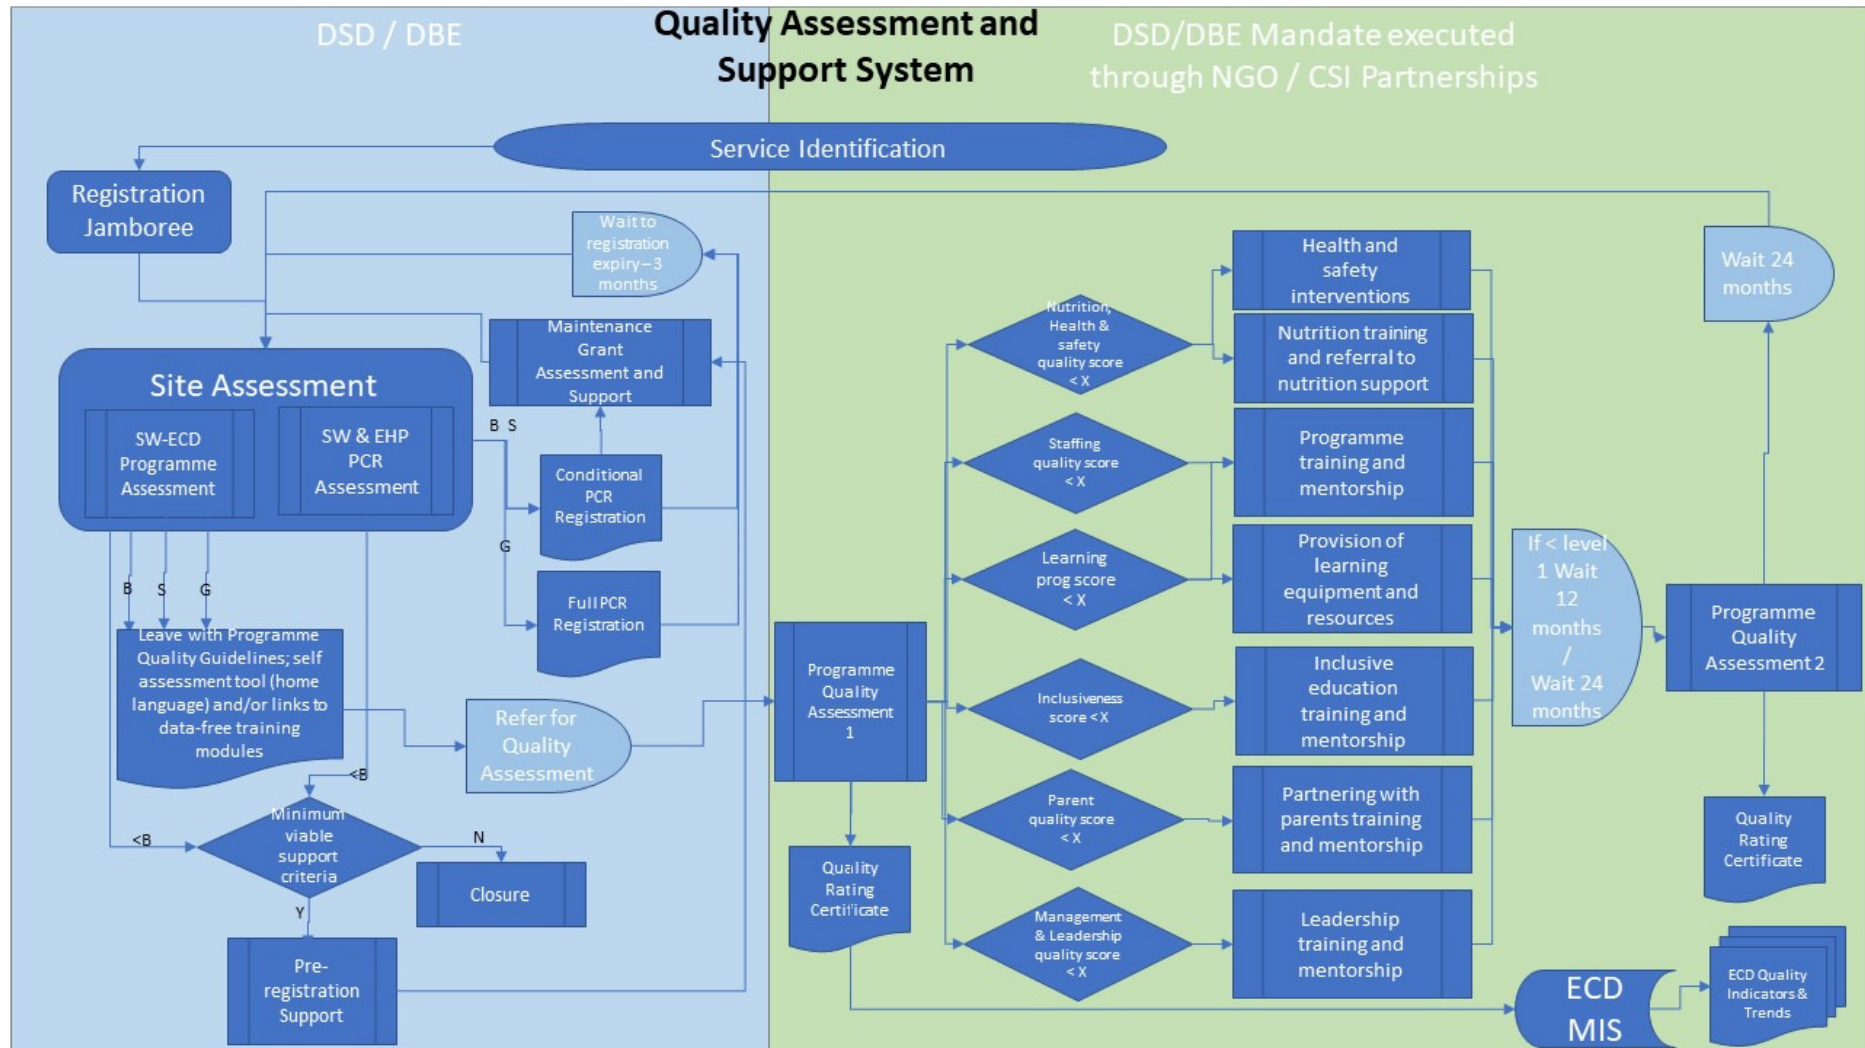 DSD / DBE
Quality Assessment and
Support System
DSD/DBE Mandate executed
through NGO / CSI Partnerships
Service Identification
Registration
Jamboree
Wait to
registration
expiry – 3
months
Maintenance
Grant
Assessment and
Support
Site Assessment
SW-ECD
Programme
Assessment
SW & EHP
PCR
Assessment
B S
Conditional
PCR
Registration
G
Full PCR
Registration
B
S
G
Leave with Programme
Quality Guidelines; self
assessment tool (home
language) and/or links to
data-free training
modules
Refer for
Quality
Assessment
<B
<B
Minimum
viable
support
criteria
N
Closure
Y
Pre-
registration
Support
Programme
Quality
Assessment
1
Quality
Rating
Certificate
Nutrition,
Health &
safety
quality score
< X
Staffing
quality score
< X
Learning
prog score
< X
Inclusiveness
score < X
Parent
quality score
< X
Management
& Leadership
quality score
< X
Health and
safety
interventions
Nutrition training
and referral to
nutrition support
Programme
training and
mentorship
Provision of
learning
equipment and
resources
Inclusive
education
training and
mentorship
Partnering with
parents training
and mentorship
Leadership
training and
mentorship
If < level
1 Wait
12
months
/
Wait 24
months
Wait 24
months
Programme
Quality
Assessment 2
Quality
Rating
Certificate
ECD
MIS
ECD Quality
Indicators &
Trends